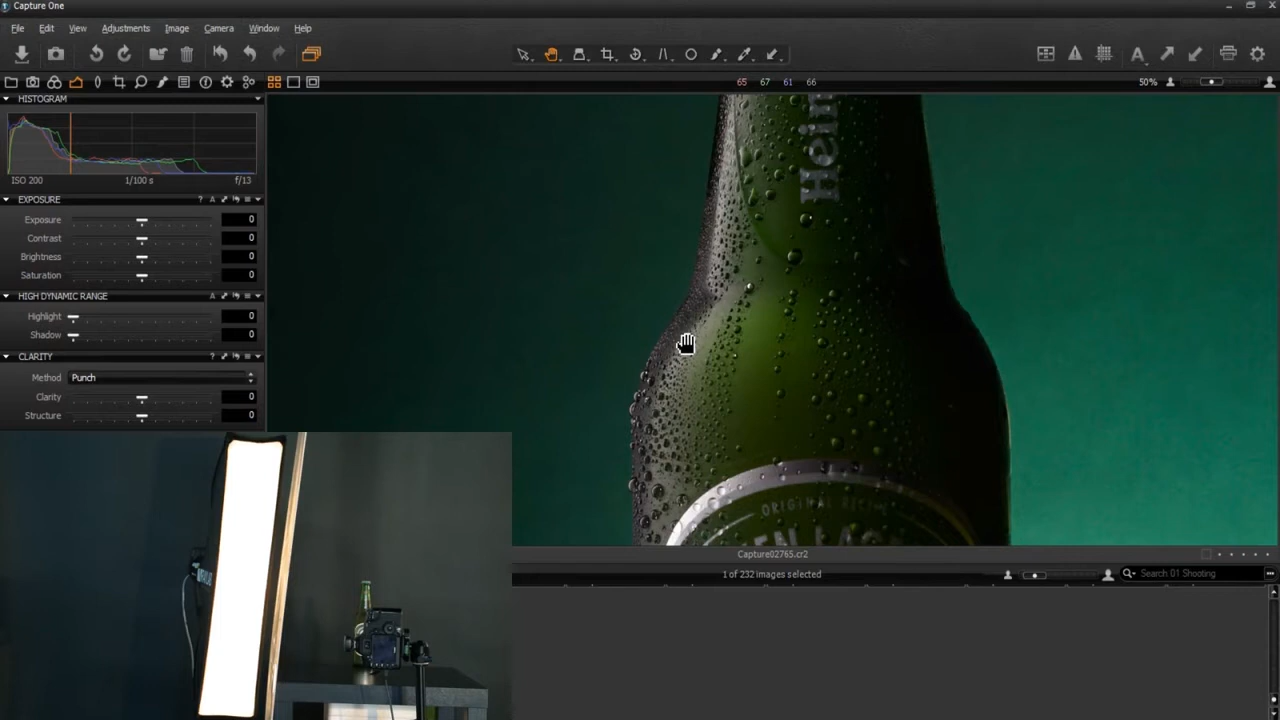 Capture One
File Edit View Adjustments Image Camera Window Help
A
65 67 61 66
50%
HISTOGRAM
ISO 200 1/100 s f/13
EXPOSURE ? A
Exposure 0
Contrast 0
Brightness 0
Saturation 0
HIGH DYNAMIC RANGE A
Highlight 0
Shadow 0
CLARITY ?
Method Punch
Clarity 0
Structure 0
Hein
ORIGINAL
Capture02765.cr2
1 of 232 images selected
Search 01 Shooting